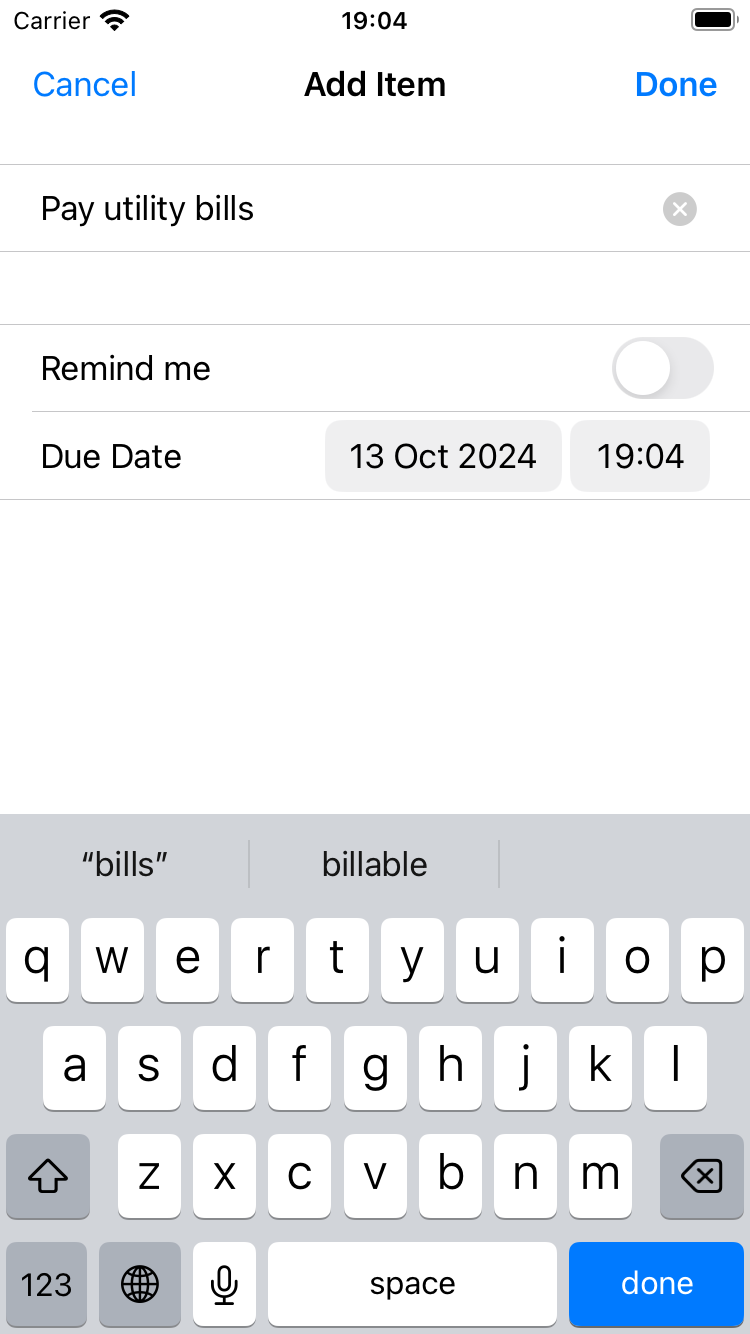 Carrier 19:04
Cancel Add Item Done
Pay utility bills
Remind me
Due Date 13 Oct 2024 19:04
“bills” billable
q w e r t y u i o p
a s d f g h j k l
z x c v b n m
123 space done